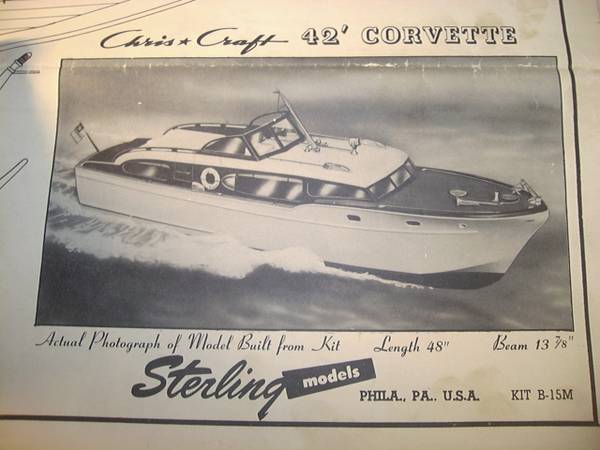 Chris★Craft 42' CORVETTE
Actual Photograph of Model Built from Kit Length 48" Beam 13 7/8"
Sterling models
PHILA., PA.. U.S.A. KIT B-15M